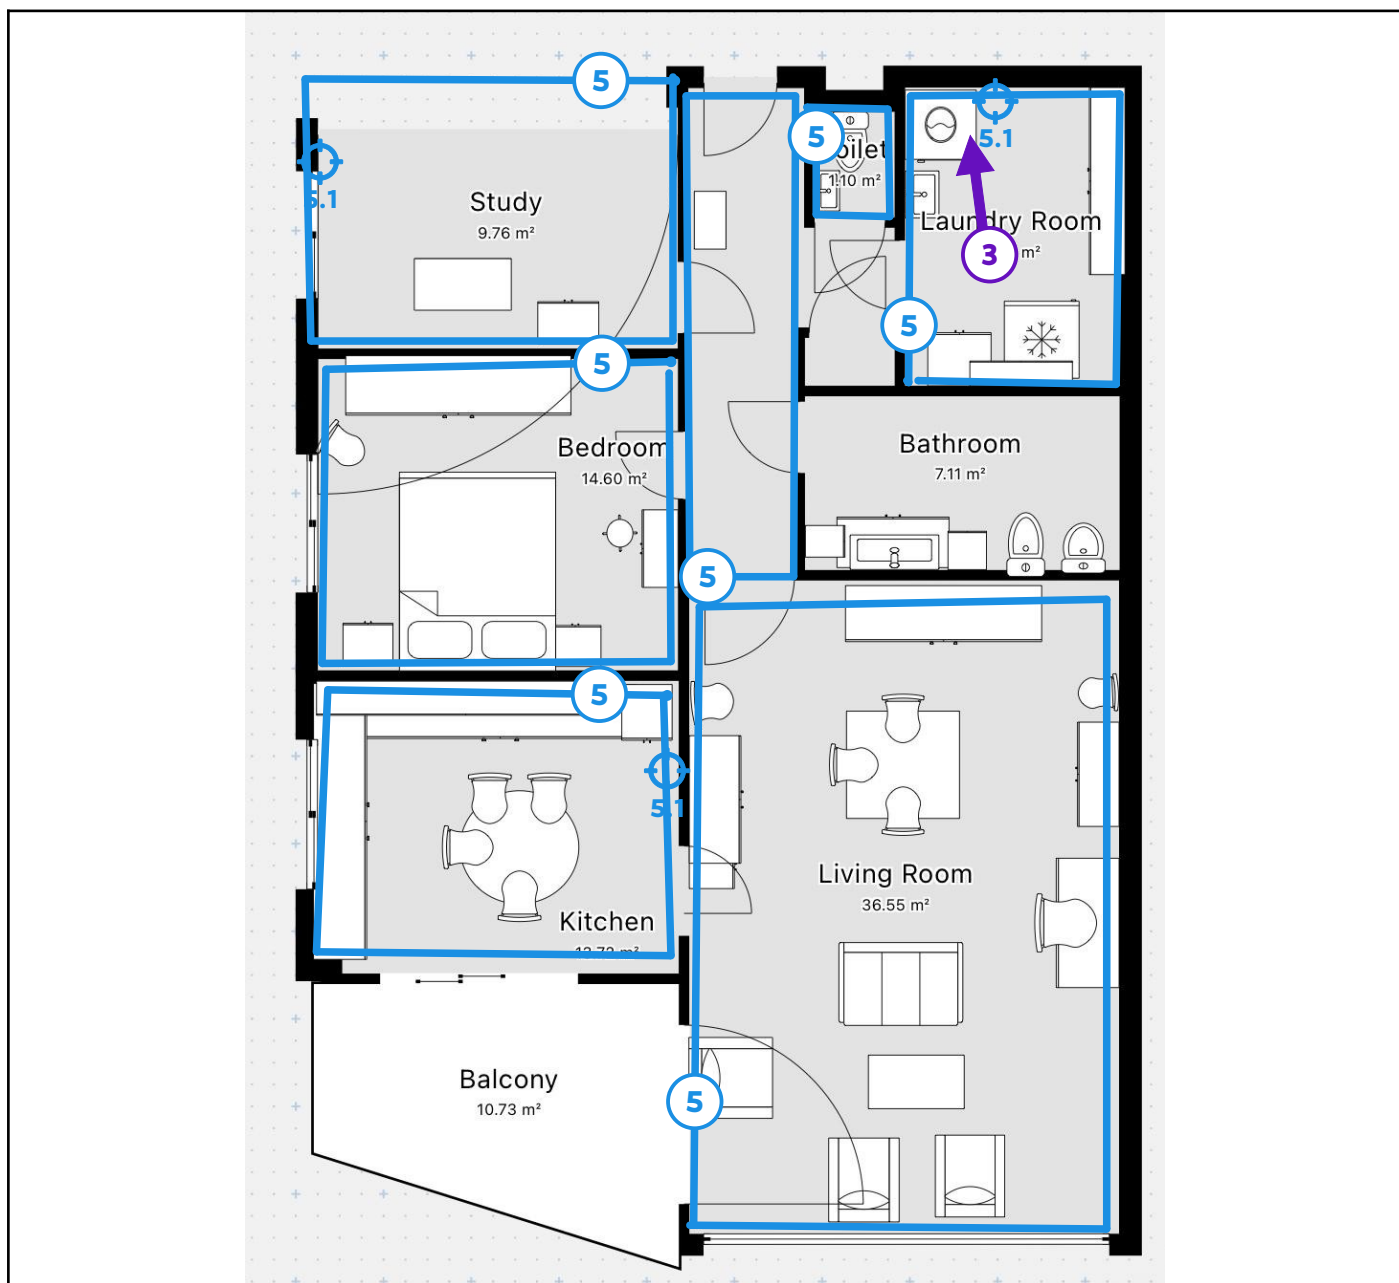 5
5
5.1
Study
9.76 m²
5.1
oilet
1.10 m²
Laundry Room
3
m²
5
5
Bedroom
14.60 m²
Bathroom
7.11 m²
5
5
5.1
Living Room
36.55 m²
Kitchen
Balcony
10.73 m²
5